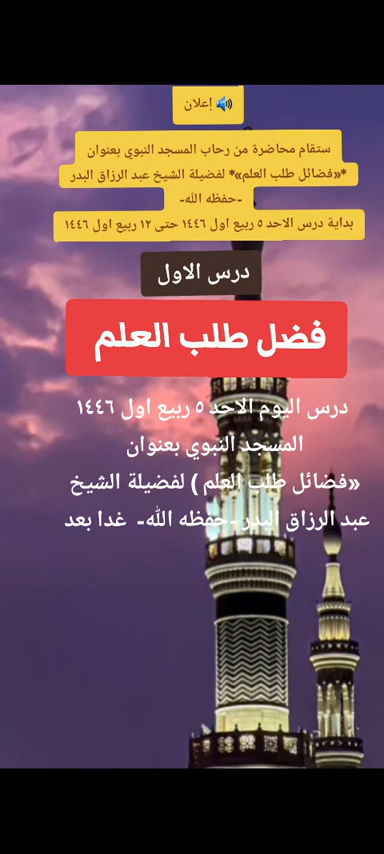 🔊 إعلان
ستقام محاضرة من رحاب المسجد النبوي بعنوان
*«فضائل طلب العلم»* لفضيلة الشيخ عبد الرزاق البدر
-حفظه الله-
بداية درس الاحد ٥ ربيع اول ١٤٤٦ حتى ١٢ ربيع اول ١٤٤٦
درس الاول
فضل طلب العلم
درس اليوم الاحد ٥ ربيع اول ١٤٤٦
المسجد النبوي بعنوان
«فضائل طلب العلم ) لفضيلة الشيخ
عبد الرزاق البدر -حفظه الله- غدا بعد